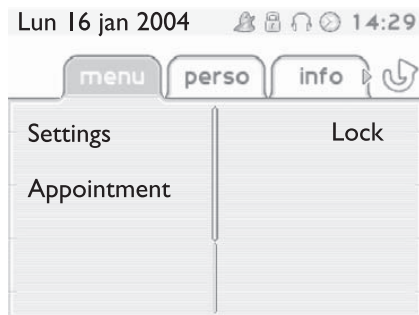 Lun 16 jan 2004 14:29
menu perso info
Settings Lock
Appointment